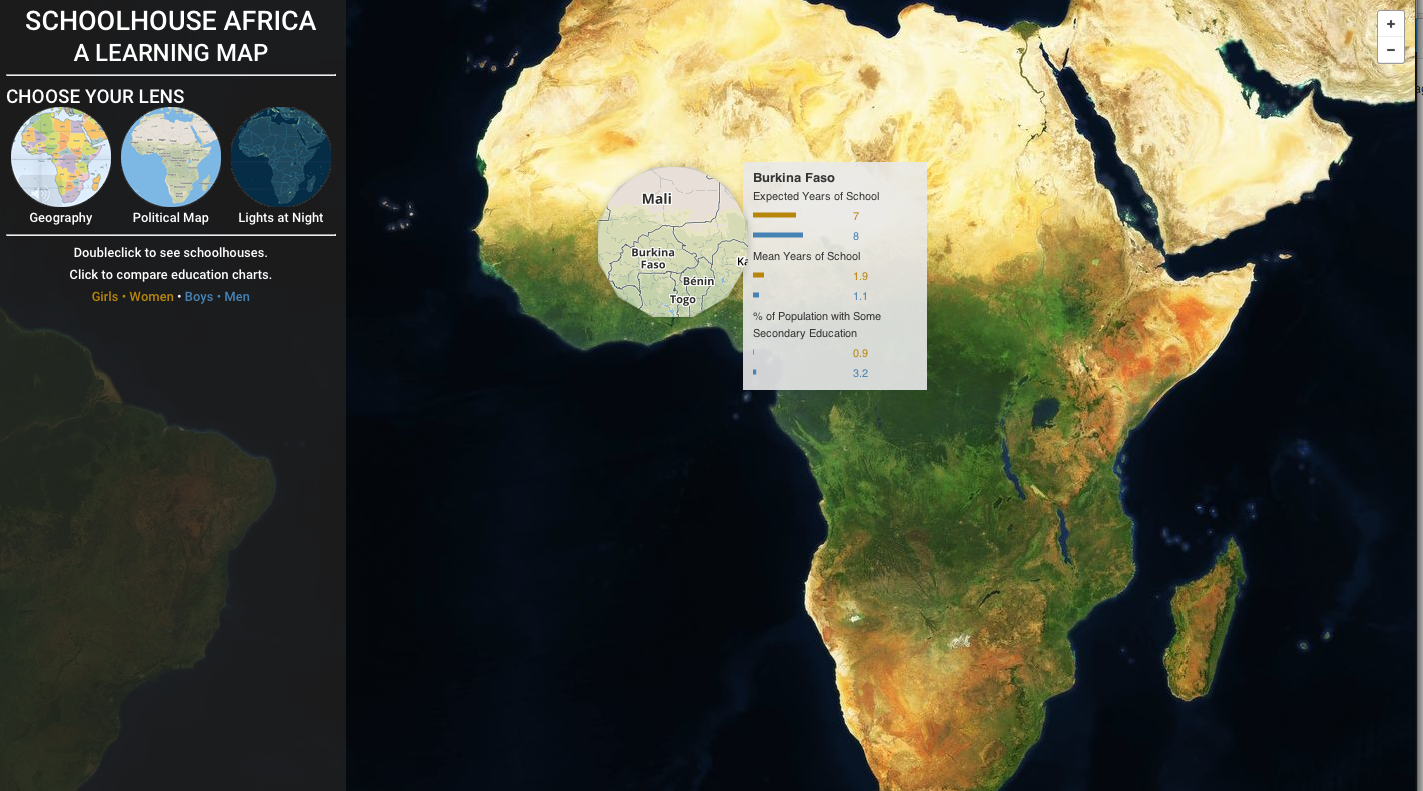 SCHOOLHOUSE AFRICA
A LEARNING MAP
CHOOSE YOUR LENS
Geography
Political Map
Lights at Night
Doubleclick to see schoolhouses.
Click to compare education charts.
Girls • Women • Boys • Men
Mali
Burkina
Faso
Ka
Bénin
Togo
Burkina Faso
Expected Years of School
7
8
Mean Years of School
1.9
1.1
% of Population with Some
Secondary Education
0.9
3.2
+
−